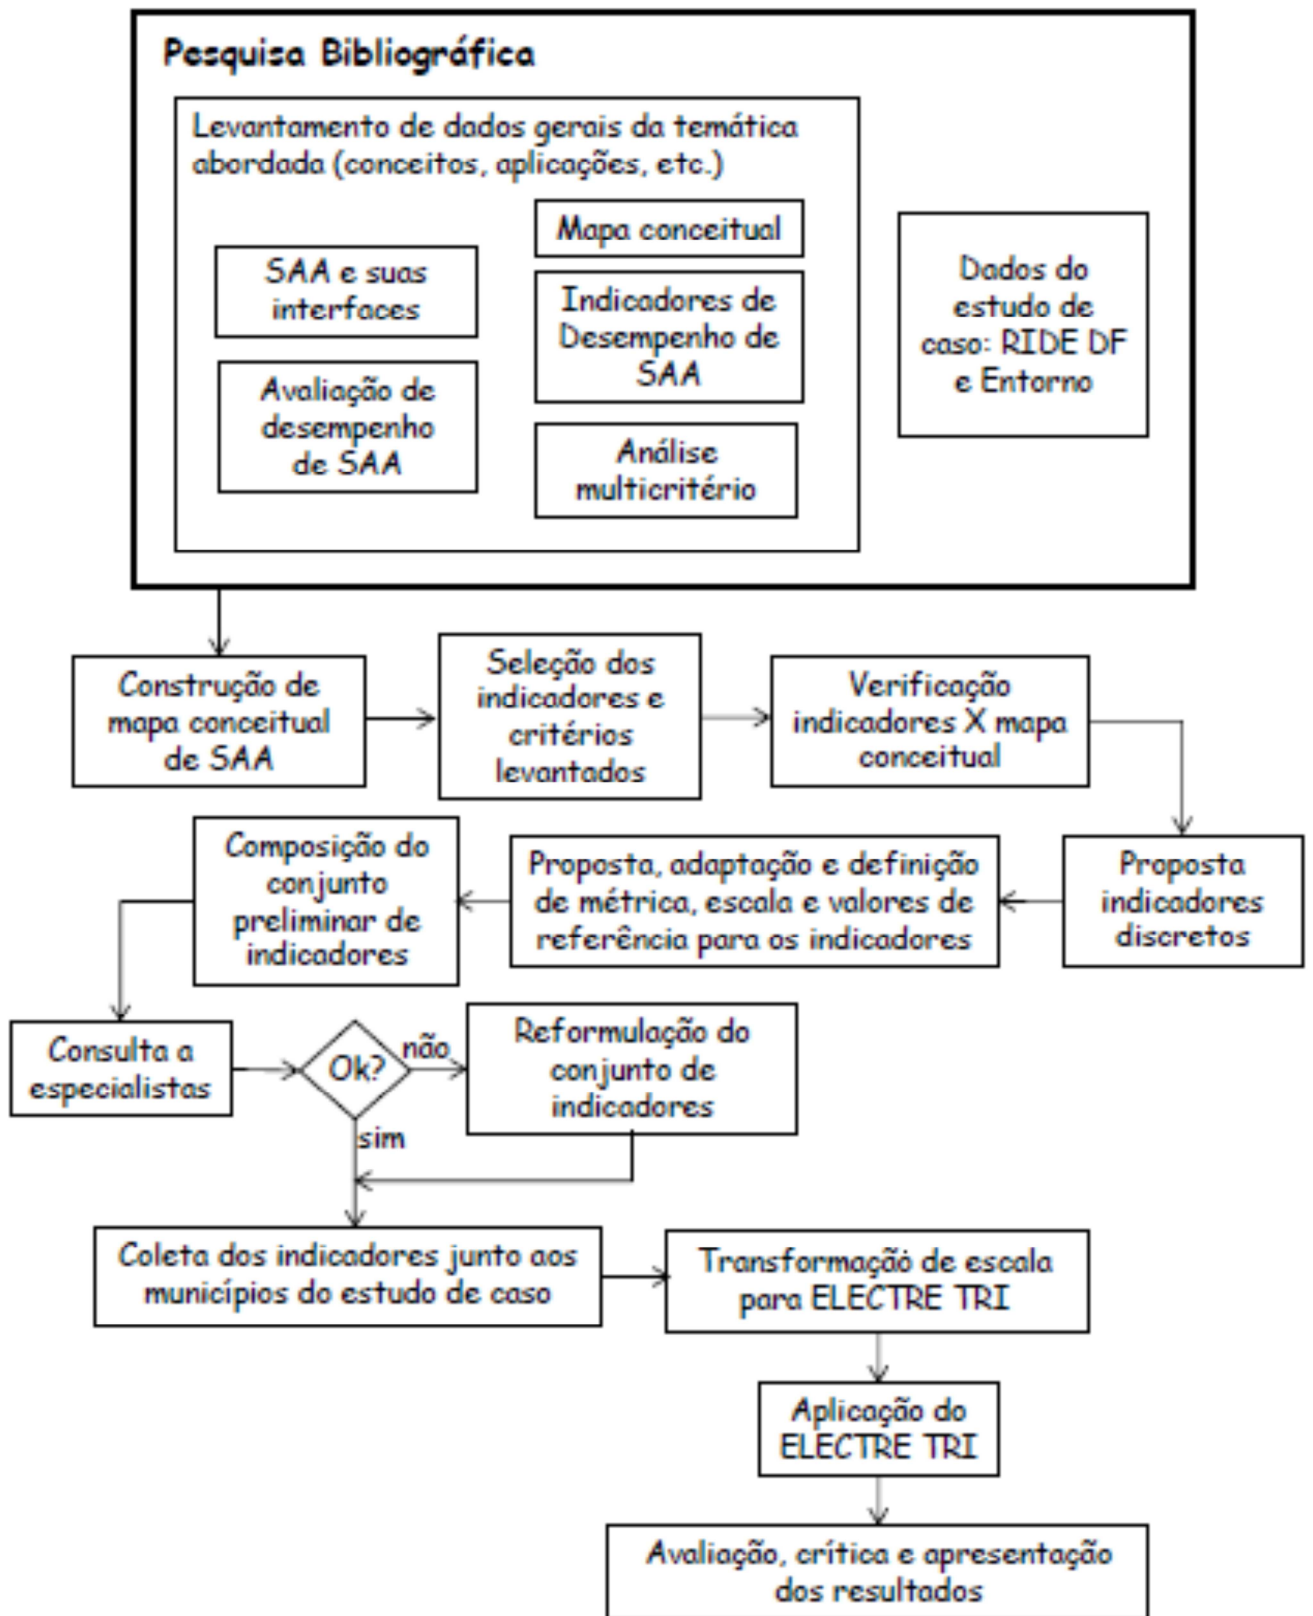 Pesquisa Bibliográfica
Levantamento de dados gerais da temática
abordada (conceitos, aplicações, etc.)
SAA e suas
interfaces
Avaliação de
desempenho
de SAA
Mapa conceitual
Indicadores de
Desempenho de
SAA
Análise
multicritério
Dados do
estudo de
caso: RIDE DF
e Entorno
Construção de
mapa conceitual
de SAA
Seleção dos
indicadores e
critérios
levantados
Verificação
indicadores X mapa
conceitual
Proposta
indicadores
discretos
Proposta, adaptação e definição
de métrica, escala e valores de
referência para os indicadores
Composição do
conjunto
preliminar de
indicadores
Consulta a
especialistas
Ok?
não
sim
Reformulação do
conjunto de
indicadores
Coleta dos indicadores junto aos
municípios do estudo de caso
Transformação de escala
para ELECTRE TRI
Aplicação do
ELECTRE TRI
Avaliação, crítica e apresentação
dos resultados